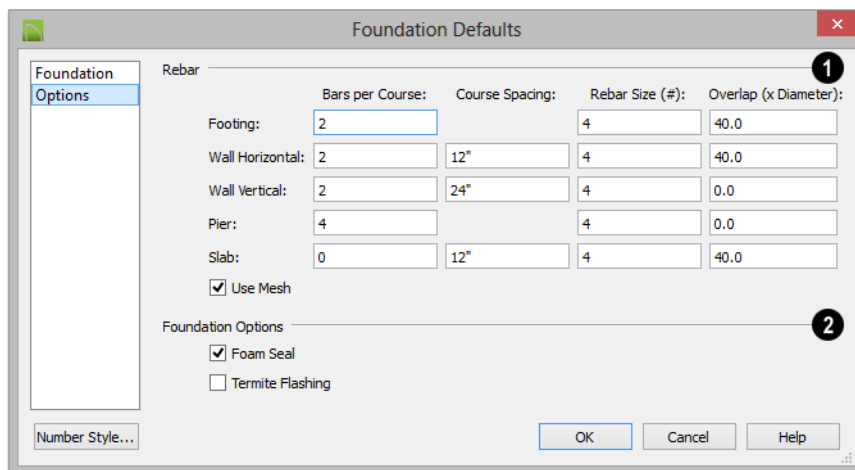 Foundation Defaults
×
Foundation
Options
Rebar
1
Bars per Course: Course Spacing: Rebar Size (#): Overlap (x Diameter):
Footing: 2 4 40.0
Wall Horizontal: 2 12" 4 40.0
Wall Vertical: 2 24" 4 0.0
Pier: 4 4 0.0
Slab: 0 12" 4 40.0
Use Mesh
Foundation Options
2
Foam Seal
Termite Flashing
Number Style... OK Cancel Help